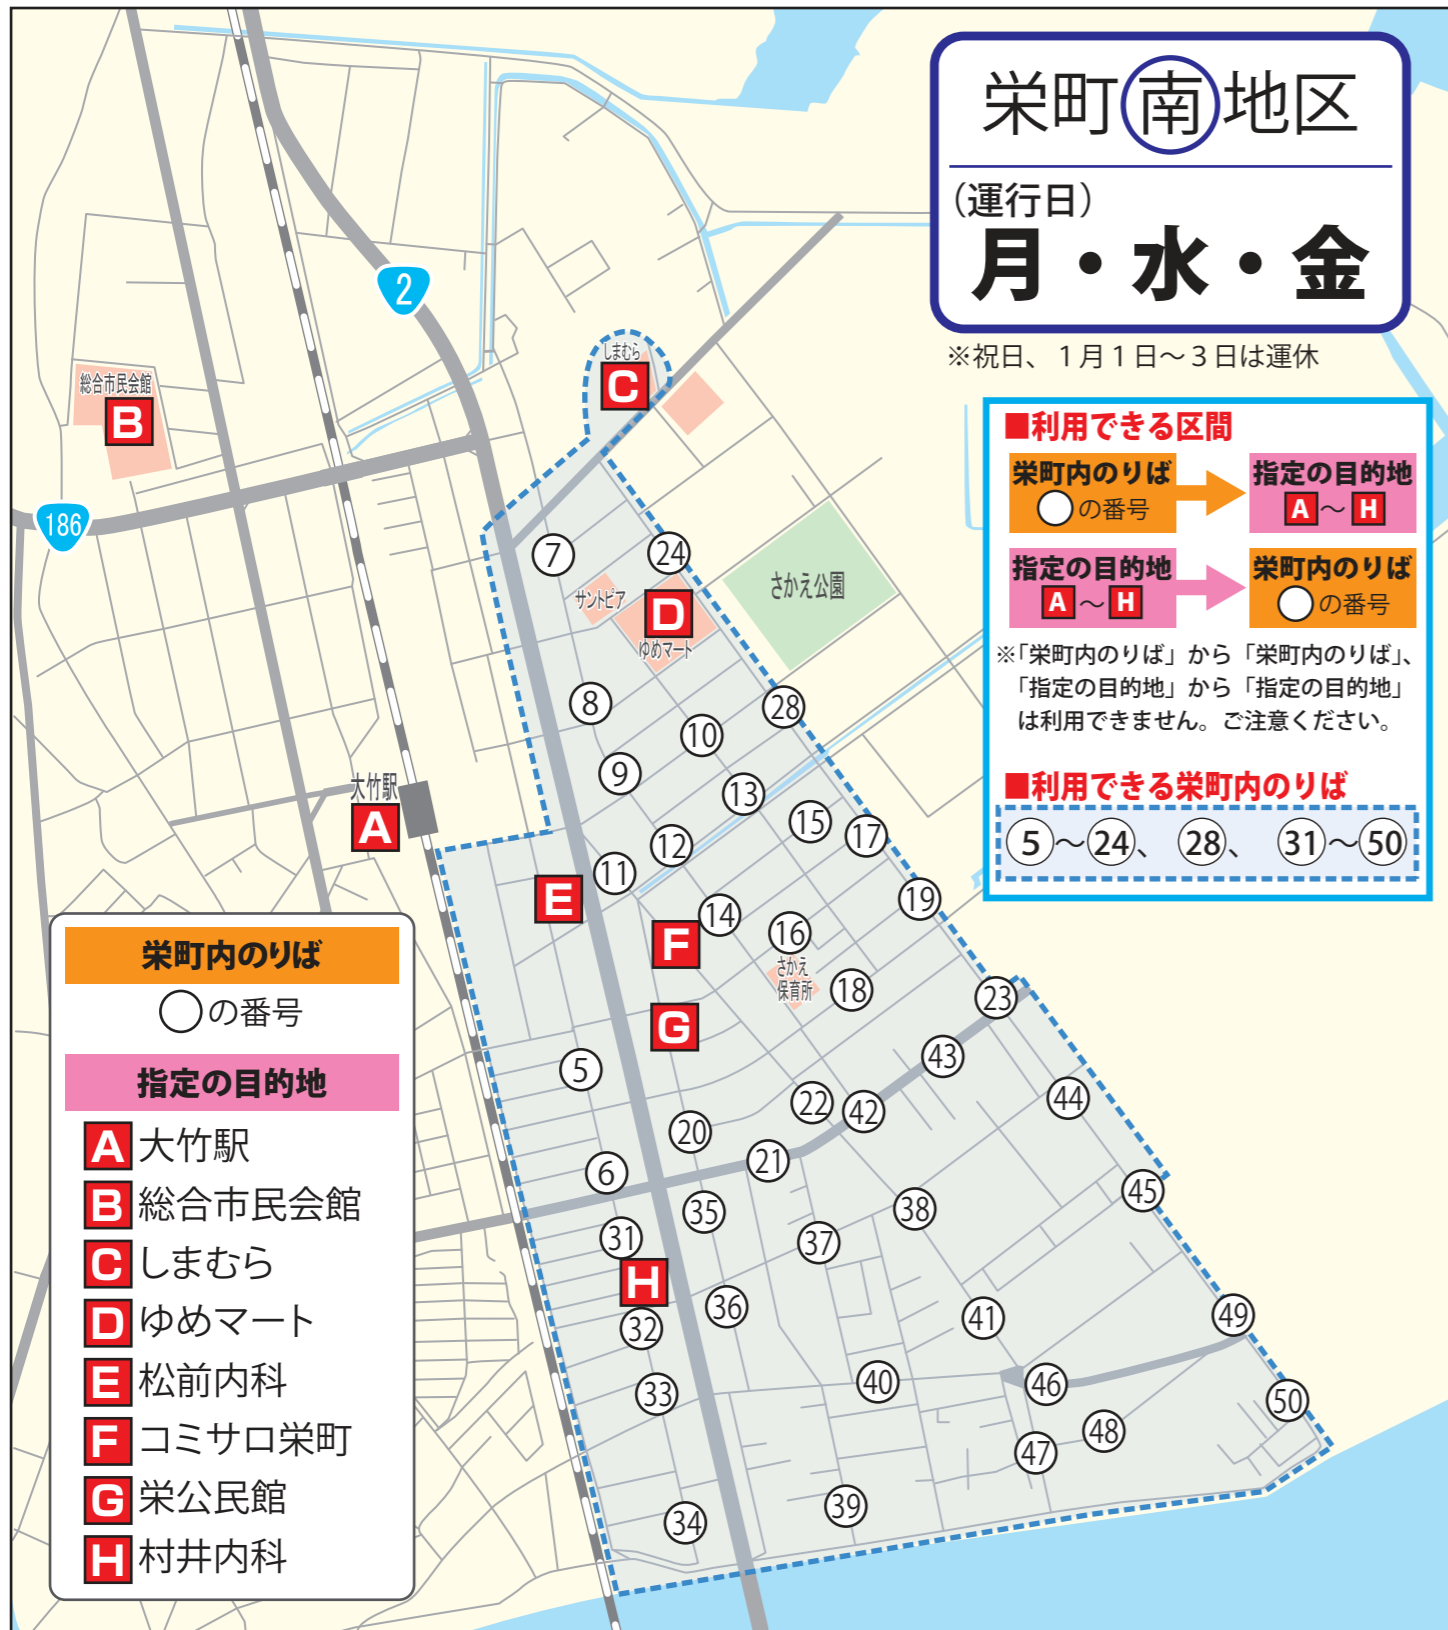 栄町南地区
（運行日）
月・水・金
※祝日、１月１日～３日は運休
■利用できる区間
栄町内のりば
○の番号
指定の目的地
A～H
指定の目的地
A～H
栄町内のりば
○の番号
※「栄町内のりば」から「栄町内のりば」、
「指定の目的地」から「指定の目的地」
は利用できません。ご注意ください。
■利用できる栄町内のりば
⑤～㉔、㉘、㉛～㊿
2
186
総合市民会館
B
しまむら
C
7
24
サントピア
D
ゆめマート
さかえ公園
8
28
10
9
13
大竹駅
A
15
17
12
11
E
19
14
F
16
さかえ
保育所
18
23
G
43
5
44
22
42
20
21
6
45
35
38
31
37
H
36
41
49
32
40
46
33
50
48
47
39
34
栄町内のりば
○の番号
指定の目的地
A 大竹駅
B 総合市民会館
C しまむら
D ゆめマート
E 松前内科
F コミサロ栄町
G 栄公民館
H 村井内科